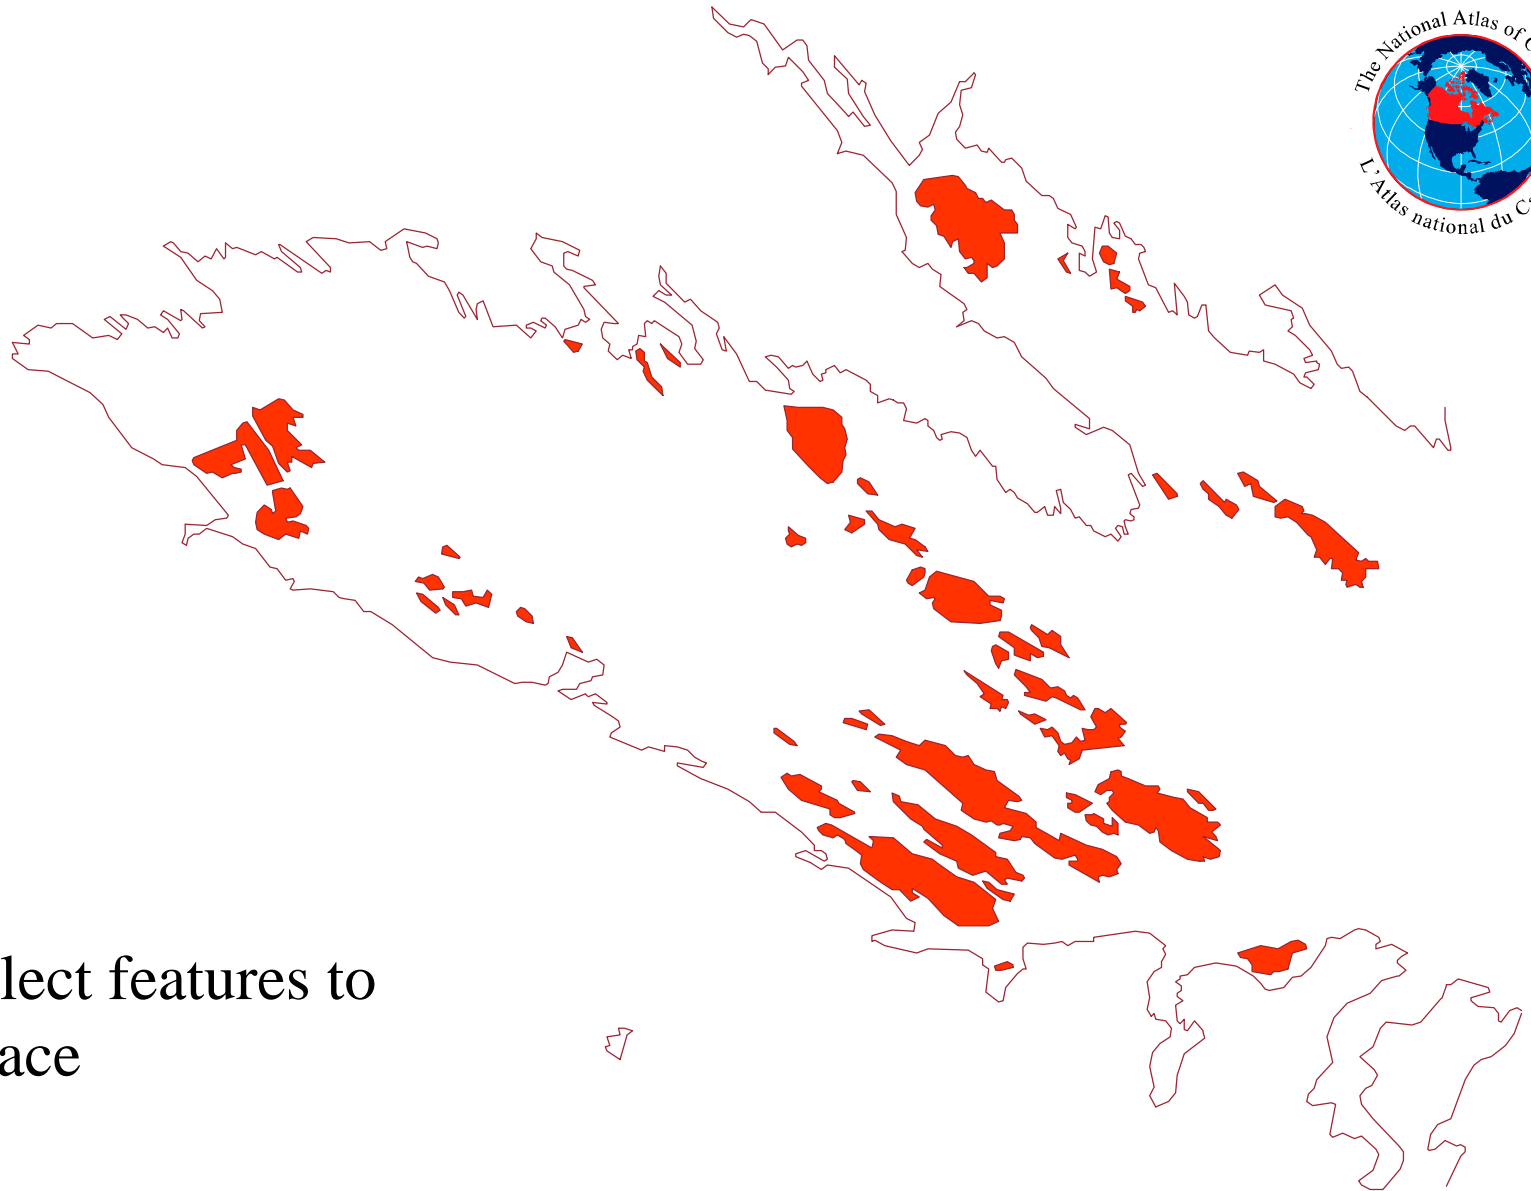 The National Atlas of
L'Atlas national du
lect features to
ace